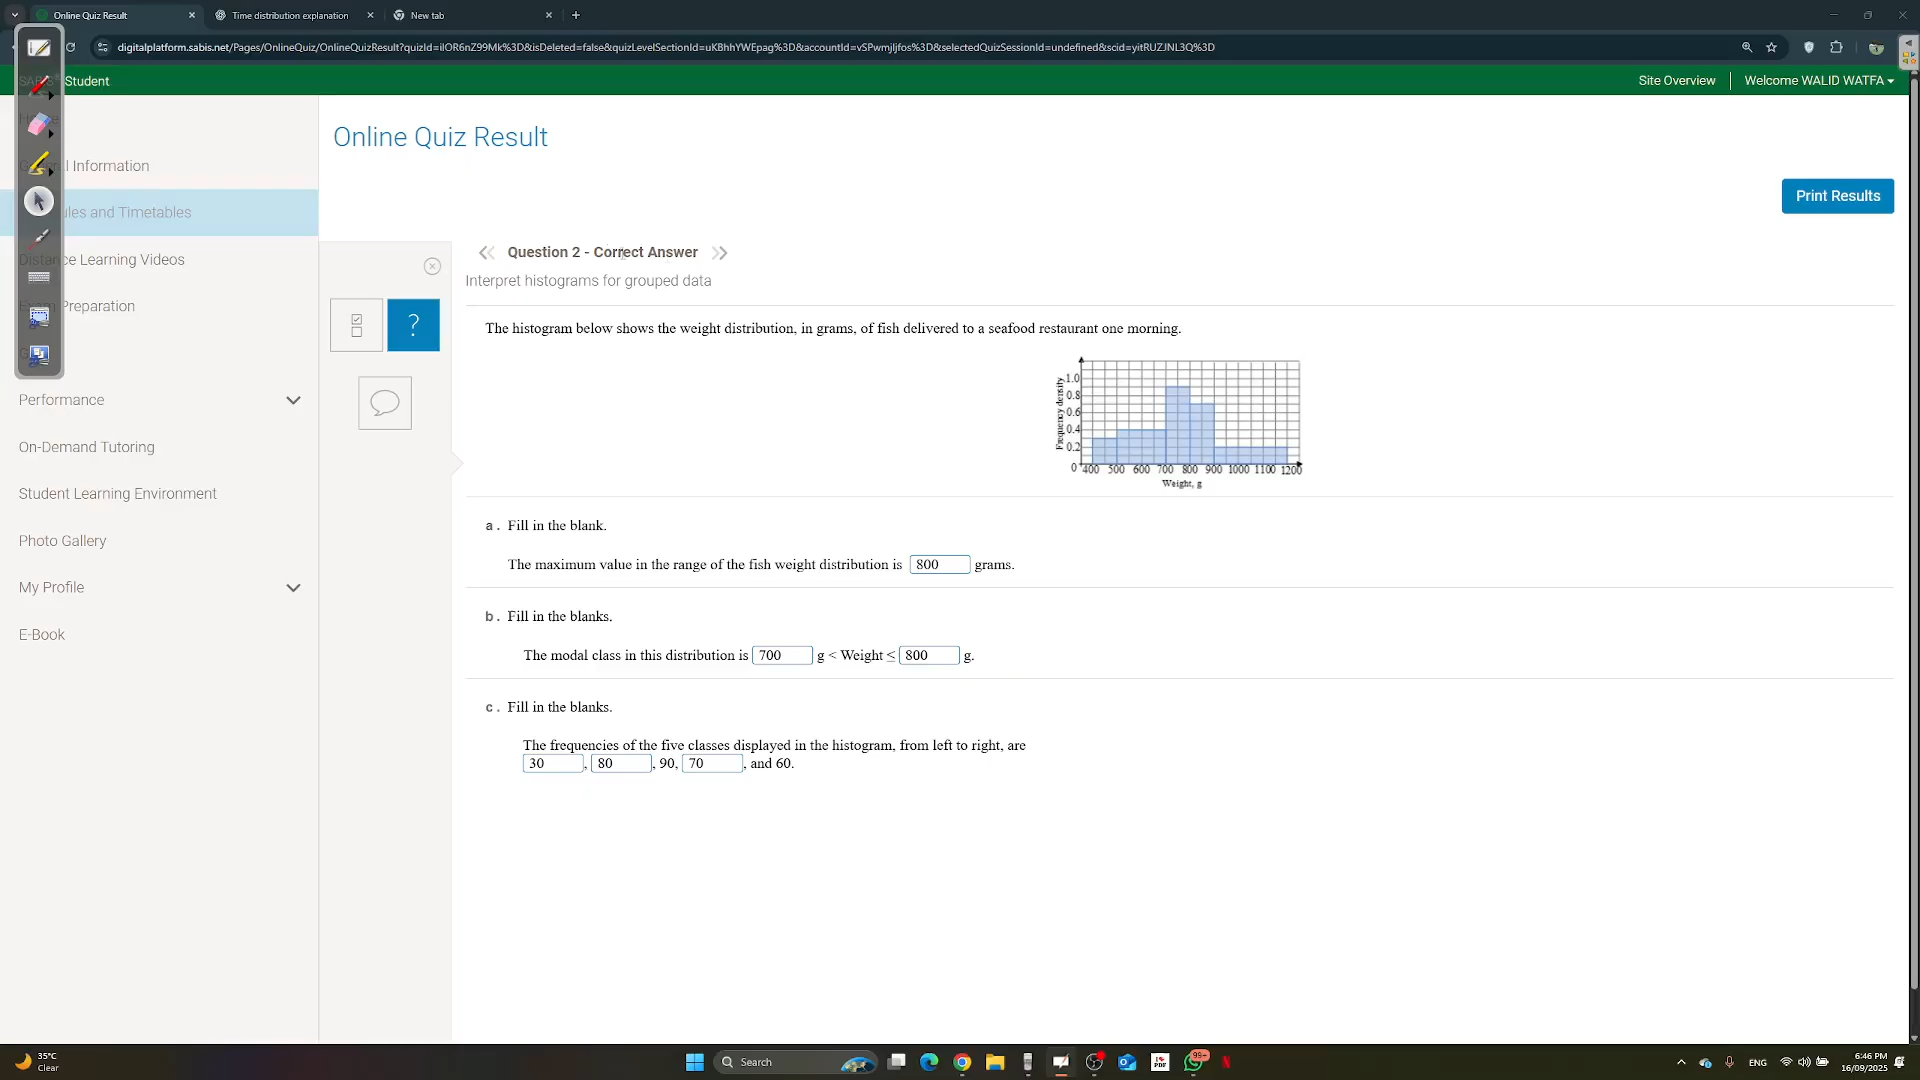 Online Quiz Result
Time distribution explanation
New tab
digitalplatform.sabis.net/Pages/OnlineQuiz/OnlineQuizResult?quizId=ilOR6nZ99Mk%3D&isDeleted=false&quizLevelSectionId=uKBhhYWEpag%3D&accountId=vSPwmjljfos%3D&selectedQuizSessionId=undefined&scid=yitRUZJNL3Q%3D
Student
Site Overview
Welcome WALID WATFA
Information
ules and Timetables
Distance Learning Videos
Exam Preparation
Performance
On-Demand Tutoring
Student Learning Environment
Photo Gallery
My Profile
E-Book
Online Quiz Result
Print Results
Question 2 - Correct Answer
Interpret histograms for grouped data
?
The histogram below shows the weight distribution, in grams, of fish delivered to a seafood restaurant one morning.
Frequency density
1.0
0.8
0.6
0.4
0.2
0
400 500 600 700 800 900 1000 1100 1200
Weight, g
a. Fill in the blank.
The maximum value in the range of the fish weight distribution is 800 grams.
b. Fill in the blanks.
The modal class in this distribution is 700 g < Weight ≤ 800 g.
c. Fill in the blanks.
The frequencies of the five classes displayed in the histogram, from left to right, are
30, 80, 90, 70, and 60.
35°C
Clear
Search
PDF
99+
ENG
6:46 PM
16/09/2025